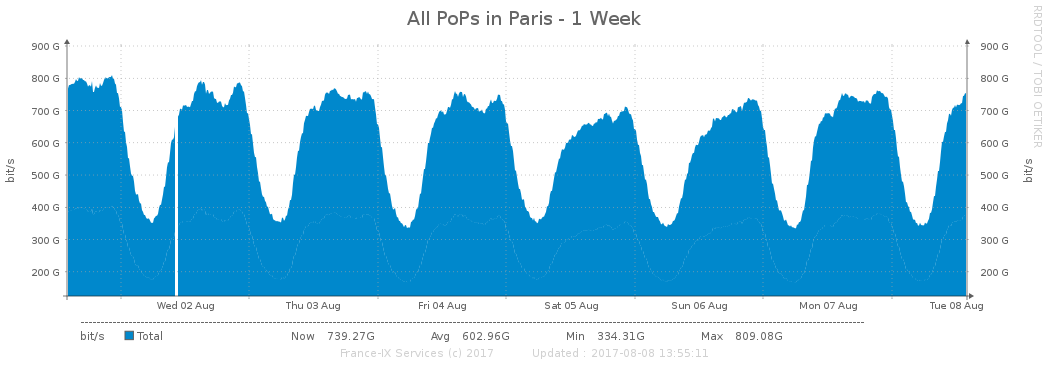 All PoPs in Paris - 1 Week
RRDTOOL / TOBI OETIKER
900 G 900 G
800 G 800 G
700 G 700 G
600 G 600 G
500 G 500 G
400 G 400 G
300 G 300 G
200 G 200 G
bit/s bit/s
Wed 02 Aug Thu 03 Aug Fri 04 Aug Sat 05 Aug Sun 06 Aug Mon 07 Aug Tue 08 Aug
bit/s Total Now 739.27G Avg 602.96G Min 334.31G Max 809.08G
France-IX Services (c) 2017 Updated : 2017-08-08 13:55:11